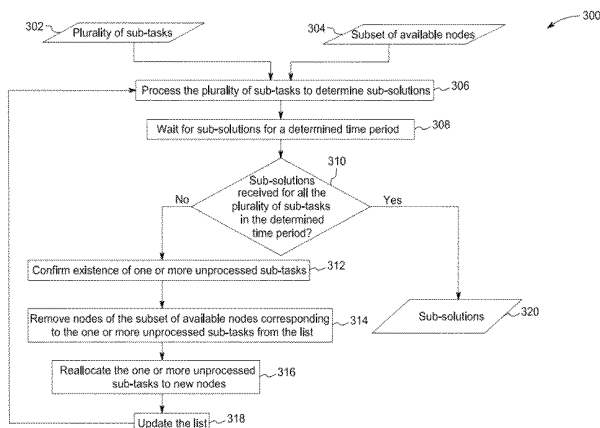 300
302
Plurality of sub-tasks
304
Subset of available nodes
Process the plurality of sub-tasks to determine sub-solutions
306
Wait for sub-solutions for a determined time period
308
310
Sub-solutions
received for all the
plurality of sub-tasks
in the determined
time period?
No
Yes
Confirm existence of one or more unprocessed sub-tasks
312
Remove nodes of the subset of available nodes corresponding
to the one or more unprocessed sub-tasks from the list
314
Sub-solutions
320
Reallocate the one or more unprocessed
sub-tasks to new nodes
316
Update the list
318